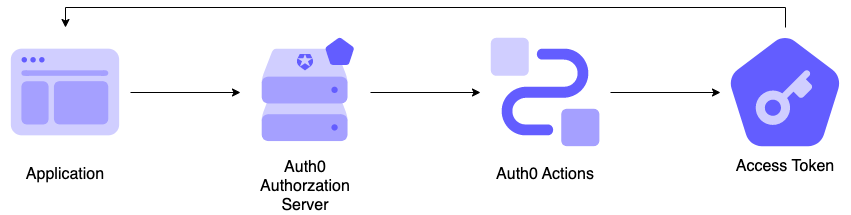 Application
Auth0
Authorzation
Server
Auth0 Actions
Access Token